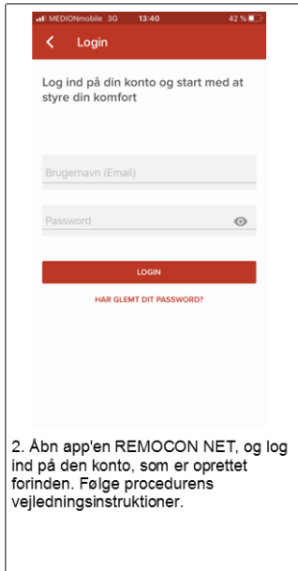 MEDIONmobile 3G 13:40 42 %
Login
Log ind på din konto og start med at
styre din komfort
Brugernavn (Email)
Password
LOGIN
HAR GLEMT DIT PASSWORD?
2. Åbn app'en REMOCON NET, og log
ind på den konto, som er oprettet
forinden. Følge procedurens
vejledningsinstruktioner.